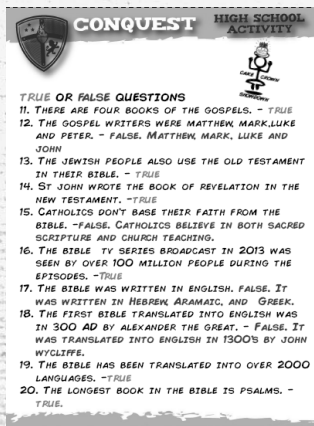 CONQUEST
HIGH SCHOOL
ACTIVITY
CAKE CROWN
SHAKEDOWN
TRUE OR FALSE QUESTIONS
11. THERE ARE FOUR BOOKS OF THE GOSPELS. - TRUE
12. THE GOSPEL WRITERS WERE MATTHEW, MARK,LUKE
AND PETER. - FALSE. MATTHEW, MARK, LUKE AND
JOHN
13. THE JEWISH PEOPLE ALSO USE THE OLD TESTAMENT
IN THEIR BIBLE. - TRUE
14. ST JOHN WROTE THE BOOK OF REVELATION IN THE
NEW TESTAMENT. -TRUE
15. CATHOLICS DON'T BASE THEIR FAITH FROM THE
BIBLE. -FALSE. CATHOLICS BELIEVE IN BOTH SACRED
SCRIPTURE AND CHURCH TEACHING.
16. THE BIBLE TV SERIES BROADCAST IN 2013 WAS
SEEN BY OVER 100 MILLION PEOPLE DURING THE
EPISODES. -TRUE
17. THE BIBLE WAS WRITTEN IN ENGLISH. FALSE. IT
WAS WRITTEN IN HEBREW, ARAMAIC, AND GREEK.
18. THE FIRST BIBLE TRANSLATED INTO ENGLISH WAS
IN 300 AD BY ALEXANDER THE GREAT. - FALSE. IT
WAS TRANSLATED INTO ENGLISH IN 1300'S BY JOHN
WYCLIFFE.
19. THE BIBLE HAS BEEN TRANSLATED INTO OVER 2000
LANGUAGES. -TRUE
20. THE LONGEST BOOK IN THE BIBLE IS PSALMS. -
TRUE.